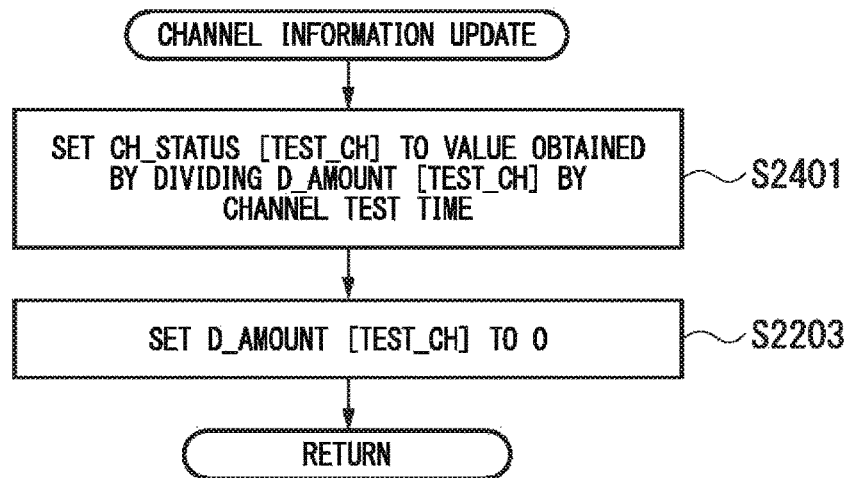 CHANNEL INFORMATION UPDATE
SET CH_STATUS [TEST_CH] TO VALUE OBTAINED
BY DIVIDING D_AMOUNT [TEST_CH] BY
CHANNEL TEST TIME
S2401
SET D_AMOUNT [TEST_CH] TO 0
S2203
RETURN